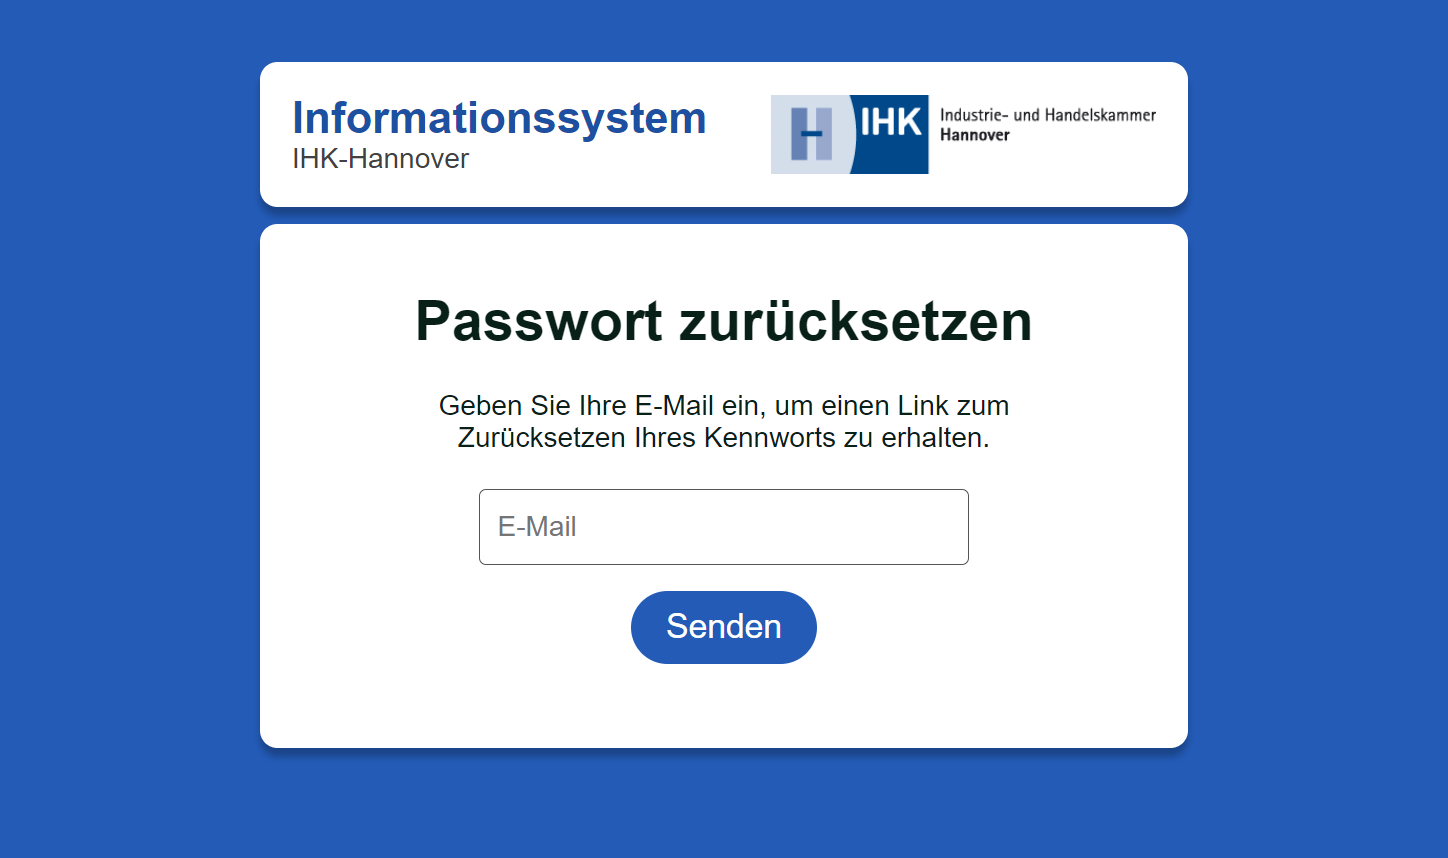 Informationssystem
IHK-Hannover
H
IHK
Industrie- und Handelskammer
Hannover
Passwort zurücksetzen
Geben Sie Ihre E-Mail ein, um einen Link zum
Zurücksetzen Ihres Kennworts zu erhalten.
E-Mail
Senden